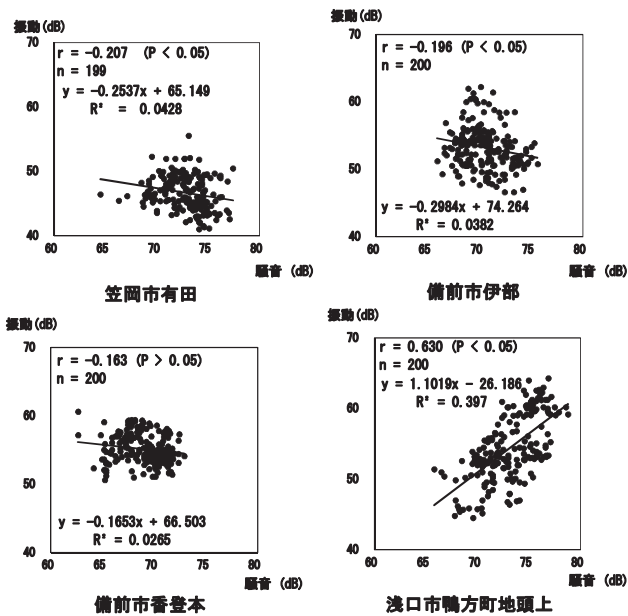 振動(dB)
70
60
50
40
r = -0.207 (P < 0.05)
n = 199
y = -0.2537x + 65.149
R² = 0.0428
60
65
70
75
80
騒音 (dB)
笠岡市有田
振動(dB)
70
60
50
40
r = -0.196 (P < 0.05)
n = 200
y = -0.2984x + 74.264
R² = 0.0382
60
65
70
75
80
騒音 (dB)
備前市伊部
振動(dB)
70
60
50
40
r = -0.163 (P > 0.05)
n = 200
y = -0.1653x + 66.503
R² = 0.0265
60
65
70
75
80
騒音 (dB)
備前市香登本
振動(dB)
70
60
50
40
r = 0.630 (P < 0.05)
n = 200
y = 1.1019x - 26.186
R² = 0.397
60
65
70
75
80
騒音 (dB)
浅口市鴨方町地頭上